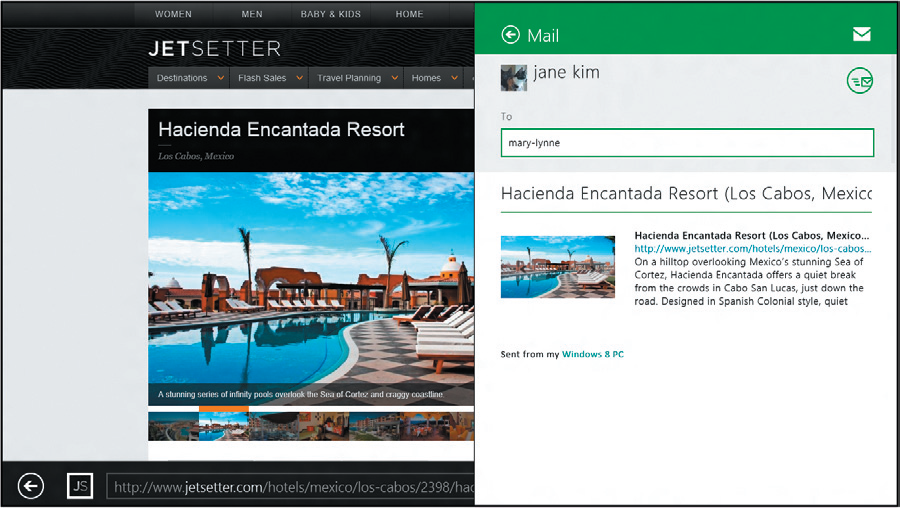 WOMEN MEN BABY & KIDS HOME
JETSETTER
Destinations Flash Sales Travel Planning Homes
Hacienda Encantada Resort
Los Cabos, Mexico
A stunning series of infinity pools overlook the Sea of Cortez and craggy coastline.
JS
http://www.jetsetter.com/hotels/mexico/los-cabos/2398/hac
Mail
jane kim
To
mary-lynne
Hacienda Encantada Resort (Los Cabos, Mexico
Hacienda Encantada Resort (Los Cabos, Mexico...
http://www.jetsetter.com/hotels/mexico/los-cabos...
On a hilltop overlooking Mexico's stunning Sea of
Cortez, Hacienda Encantada offers a quiet break
from the crowds in Cabo San Lucas, just down the
road. Designed in Spanish Colonial style, quiet
Sent from my Windows 8 PC